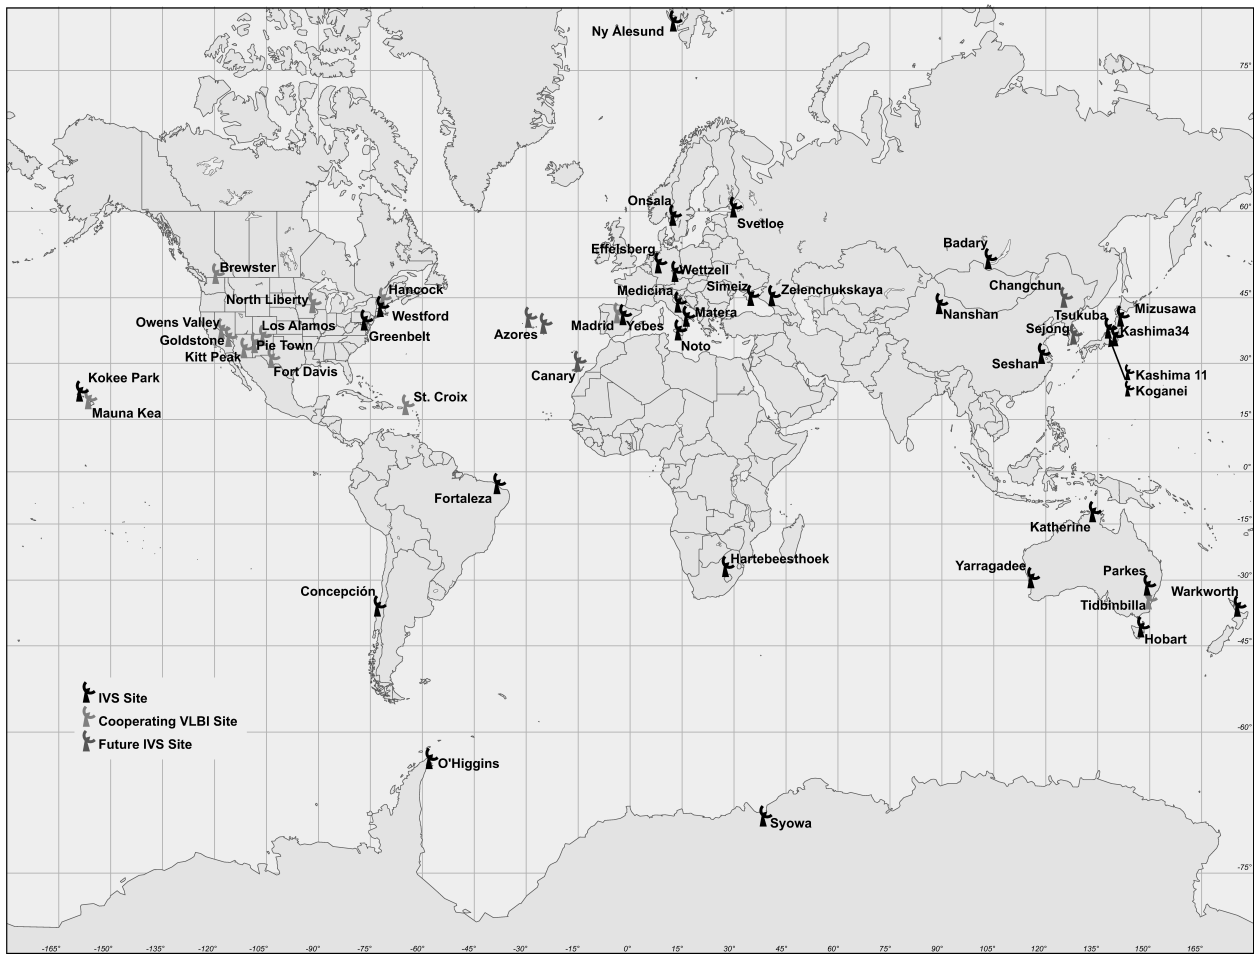 Ny Ålesund
75°
Onsala
60°
Svetloe
Effelsberg
Badary
Brewster
Wettzell
Hancock
Medicina
Simeiz
Zelenchukskaya
Changchun
45°
North Liberty
Westford
Matera
Tsukuba
Mizusawa
Owens Valley
Los Alamos
Madrid
Yebes
Sejong
Kashima34
Goldstone
Pie Town
Greenbelt
Azores
Noto
Nanshan
Kitt Peak
Fort Davis
Canary
Seshan
30°
Kokee Park
Kashima 11
Mauna Kea
St. Croix
Koganei
15°
0°
Fortaleza
-15°
Katherine
Hartebeesthoek
Yarragadee
Parkes
-30°
Concepción
Warkworth
Tidbinbilla
Hobart
-45°
IVS Site
Cooperating VLBI Site
Future IVS Site
-60°
O'Higgins
Syowa
-75°
-165° -150° -135° -120° -105° -90° -75° -60° -45° -30° -15° 0° 15° 30° 45° 60° 75° 90° 105° 120° 135° 150° 165°